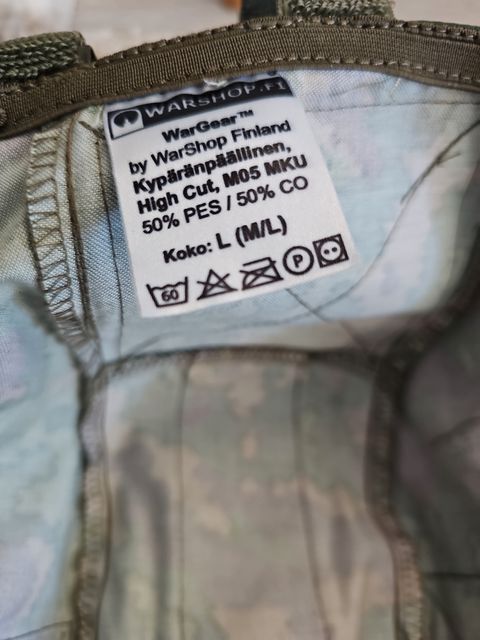 WARSHOP.FI
WarGear™
by WarShop Finland
Kypäränpäällinen,
High Cut, M05 MKU
50% PES / 50% CO
Koko: L (M/L)
60 P